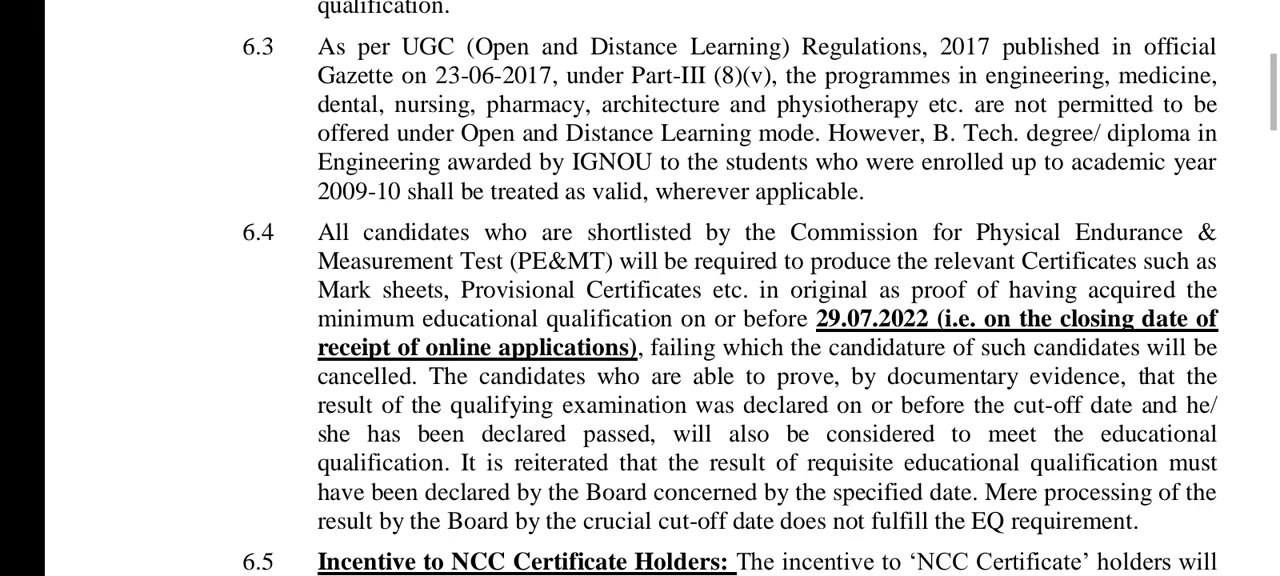 qualification.
6.3 As per UGC (Open and Distance Learning) Regulations, 2017 published in official
Gazette on 23-06-2017, under Part-III (8)(v), the programmes in engineering, medicine,
dental, nursing, pharmacy, architecture and physiotherapy etc. are not permitted to be
offered under Open and Distance Learning mode. However, B. Tech. degree/ diploma in
Engineering awarded by IGNOU to the students who were enrolled up to academic year
2009-10 shall be treated as valid, wherever applicable.
6.4 All candidates who are shortlisted by the Commission for Physical Endurance &
Measurement Test (PE&MT) will be required to produce the relevant Certificates such as
Mark sheets, Provisional Certificates etc. in original as proof of having acquired the
minimum educational qualification on or before 29.07.2022 (i.e. on the closing date of
receipt of online applications), failing which the candidature of such candidates will be
cancelled. The candidates who are able to prove, by documentary evidence, that the
result of the qualifying examination was declared on or before the cut-off date and he/
she has been declared passed, will also be considered to meet the educational
qualification. It is reiterated that the result of requisite educational qualification must
have been declared by the Board concerned by the specified date. Mere processing of the
result by the Board by the crucial cut-off date does not fulfill the EQ requirement.
6.5 Incentive to NCC Certificate Holders: The incentive to ‘NCC Certificate’ holders will